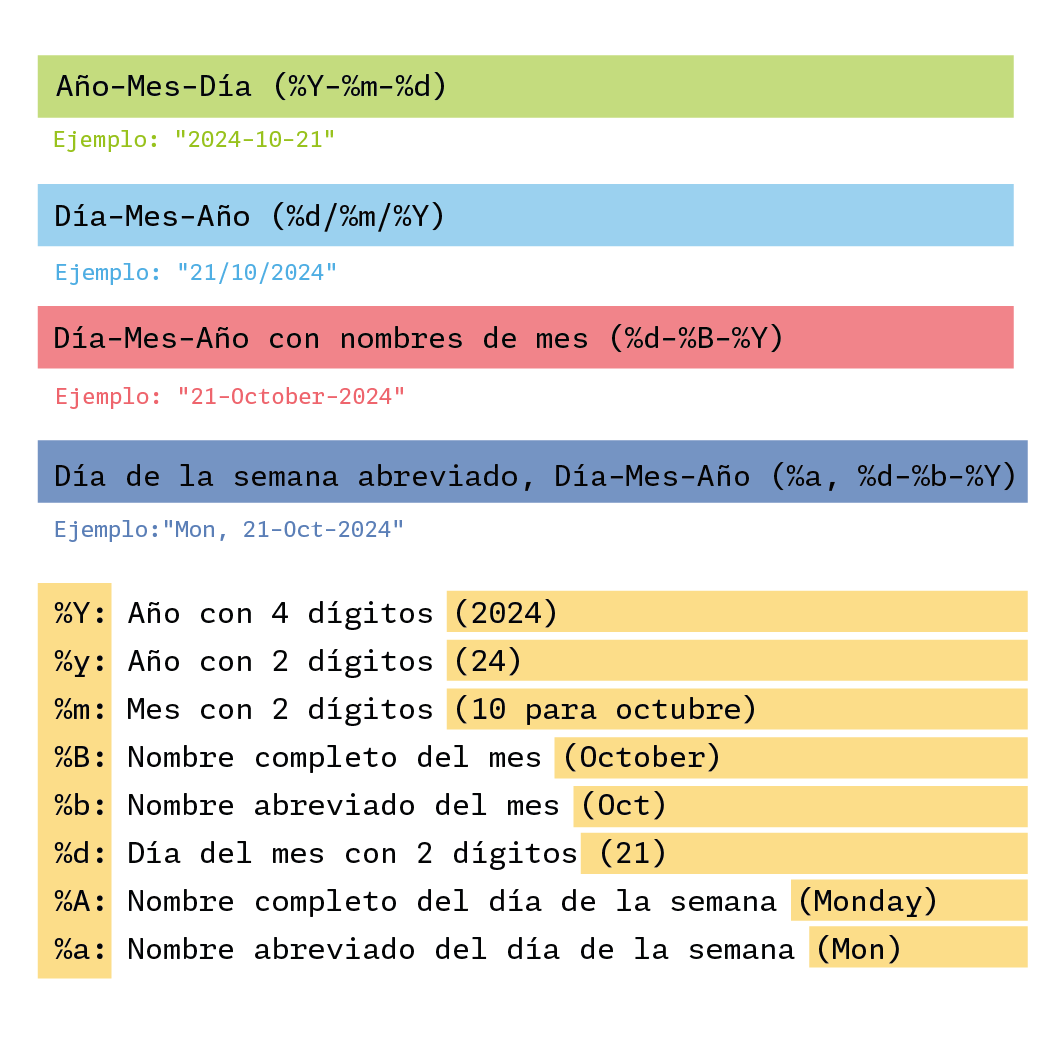 Año-Mes-Día (%Y-%m-%d)
Ejemplo: "2024-10-21"
Día-Mes-Año (%d/%m/%Y)
Ejemplo: "21/10/2024"
Día-Mes-Año con nombres de mes (%d-%B-%Y)
Ejemplo: "21-October-2024"
Día de la semana abreviado, Día-Mes-Año (%a, %d-%b-%Y)
Ejemplo:"Mon, 21-Oct-2024"
%Y: Año con 4 dígitos (2024)
%y: Año con 2 dígitos (24)
%m: Mes con 2 dígitos (10 para octubre)
%B: Nombre completo del mes (October)
%b: Nombre abreviado del mes (Oct)
%d: Día del mes con 2 dígitos (21)
%A: Nombre completo del día de la semana (Monday)
%a: Nombre abreviado del día de la semana (Mon)